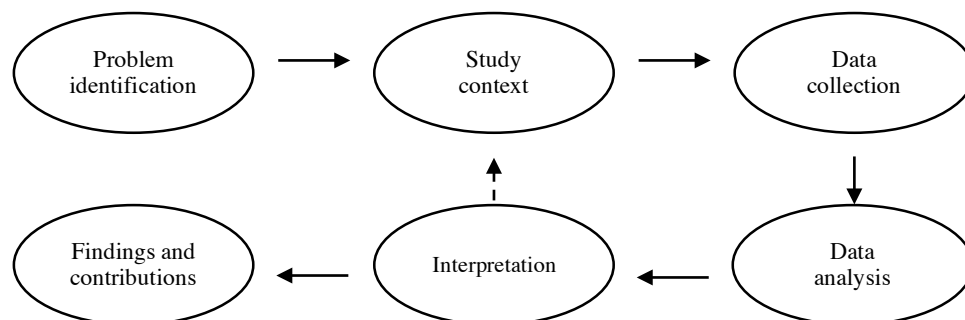 Problem
identification
Study
context
Data
collection
Findings and
contributions
Interpretation
Data
analysis